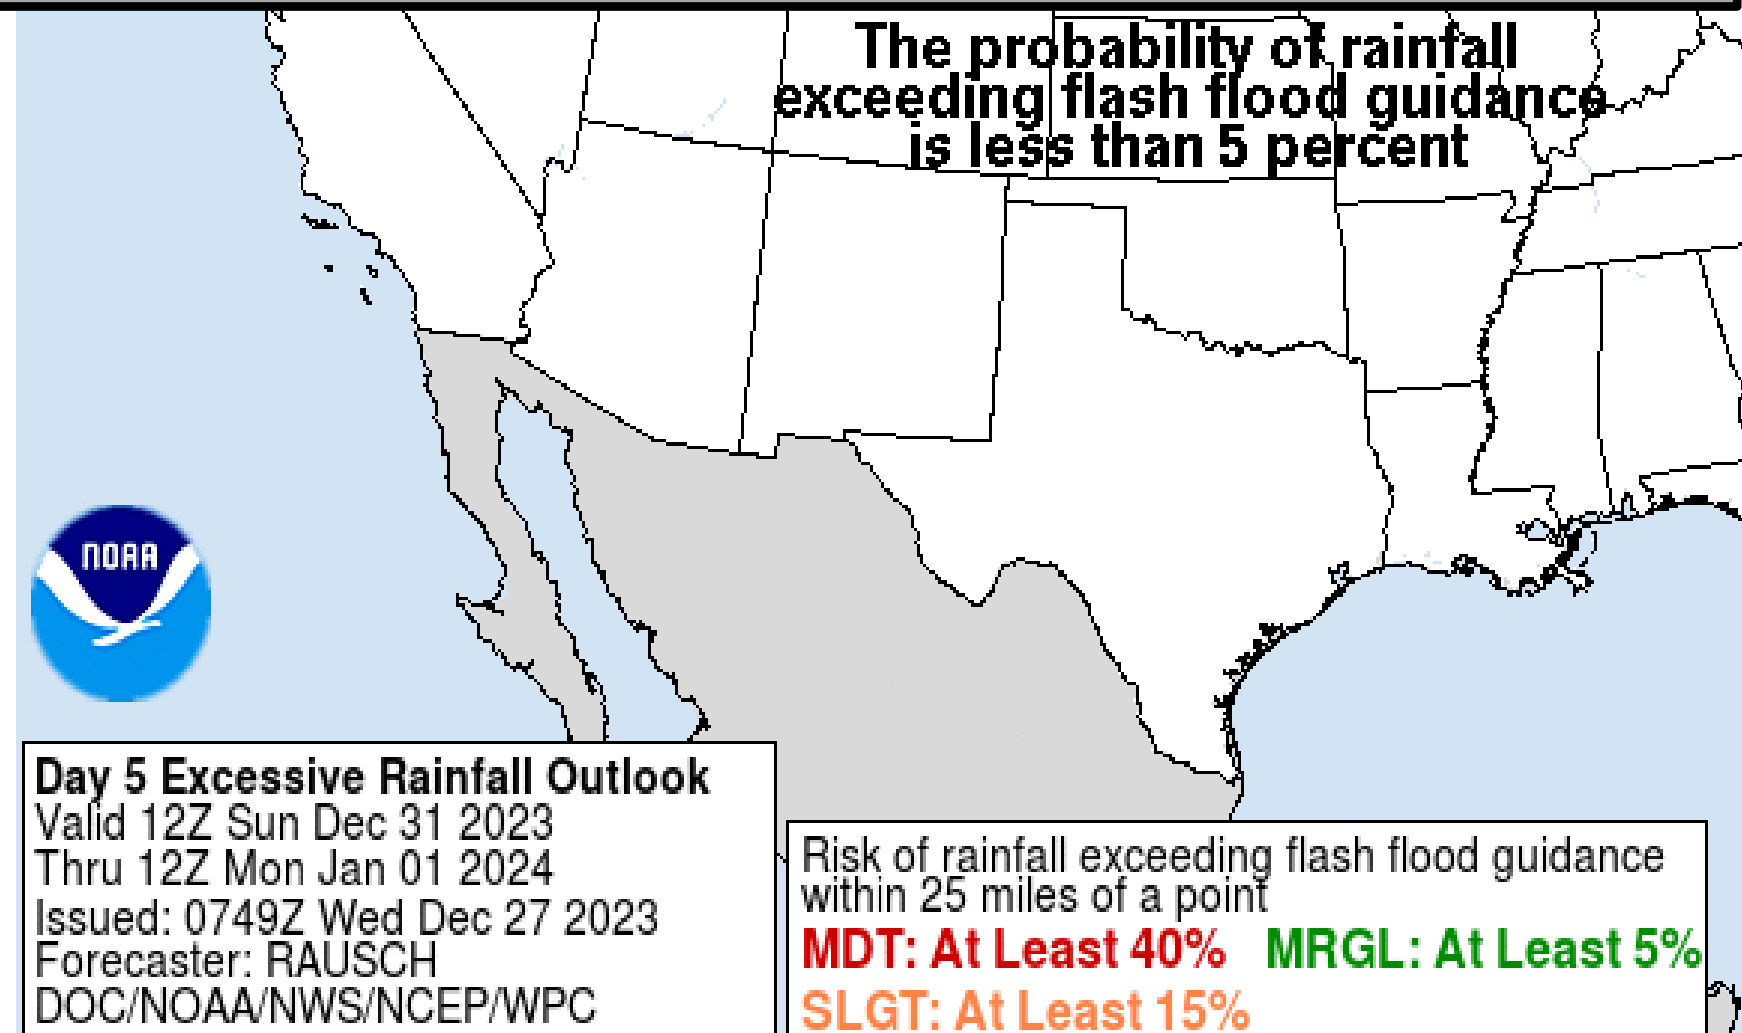 The probability of rainfall
exceeding flash flood guidance
is less than 5 percent
NOAA
Day 5 Excessive Rainfall Outlook
Valid 12Z Sun Dec 31 2023
Thru 12Z Mon Jan 01 2024
Issued: 0749Z Wed Dec 27 2023
Forecaster: RAUSCH
DOC/NOAA/NWS/NCEP/WPC
Risk of rainfall exceeding flash flood guidance
within 25 miles of a point
MDT: At Least 40% MRGL: At Least 5%
SLGT: At Least 15%